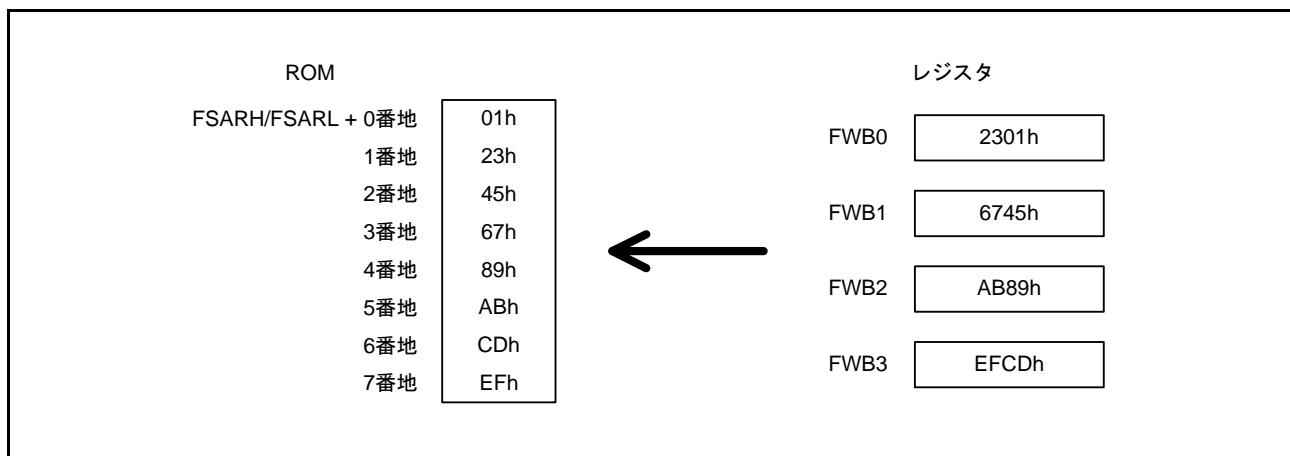 ROM
FSARH/FSARL + 0番地 01h
1番地 23h
2番地 45h
3番地 67h
4番地 89h
5番地 ABh
6番地 CDh
7番地 EFh
レジスタ
FWB0 2301h
FWB1 6745h
FWB2 AB89h
FWB3 EFCDh